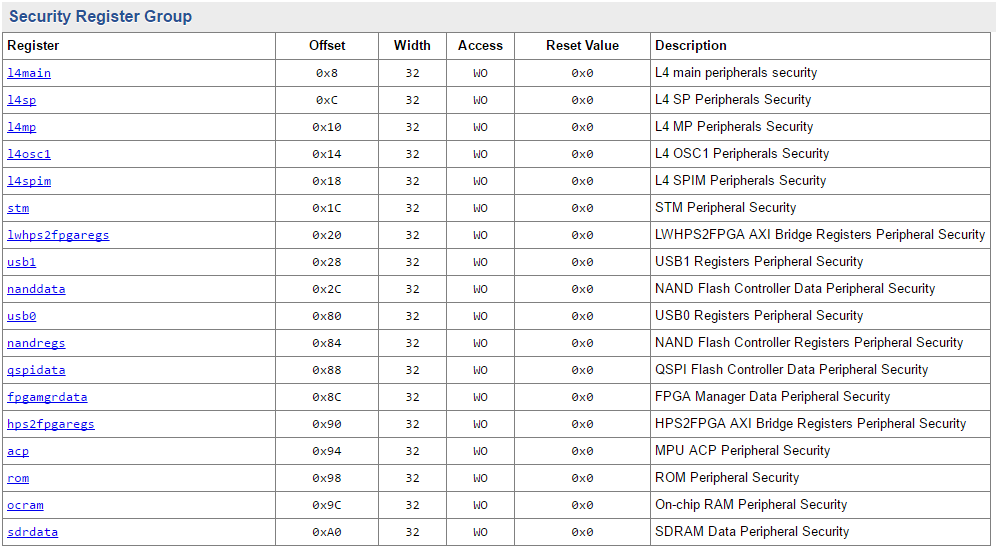 Security Register Group
Register Offset Width Access Reset Value Description
l4main 0x8 32 WO 0x0 L4 main peripherals security
l4sp 0xC 32 WO 0x0 L4 SP Peripherals Security
l4mp 0x10 32 WO 0x0 L4 MP Peripherals Security
l4osc1 0x14 32 WO 0x0 L4 OSC1 Peripherals Security
l4spim 0x18 32 WO 0x0 L4 SPIM Peripherals Security
stm 0x1C 32 WO 0x0 STM Peripheral Security
lwhps2fpgaregs 0x20 32 WO 0x0 LWHPS2FPGA AXI Bridge Registers Peripheral Security
usb1 0x28 32 WO 0x0 USB1 Registers Peripheral Security
nanddata 0x2C 32 WO 0x0 NAND Flash Controller Data Peripheral Security
usb0 0x80 32 WO 0x0 USB0 Registers Peripheral Security
nandregs 0x84 32 WO 0x0 NAND Flash Controller Registers Peripheral Security
qspidata 0x88 32 WO 0x0 QSPI Flash Controller Data Peripheral Security
fpgamgrdata 0x8C 32 WO 0x0 FPGA Manager Data Peripheral Security
hps2fpgaregs 0x90 32 WO 0x0 HPS2FPGA AXI Bridge Registers Peripheral Security
acp 0x94 32 WO 0x0 MPU ACP Peripheral Security
rom 0x98 32 WO 0x0 ROM Peripheral Security
ocram 0x9C 32 WO 0x0 On-chip RAM Peripheral Security
sdrdata 0xA0 32 WO 0x0 SDRAM Data Peripheral Security